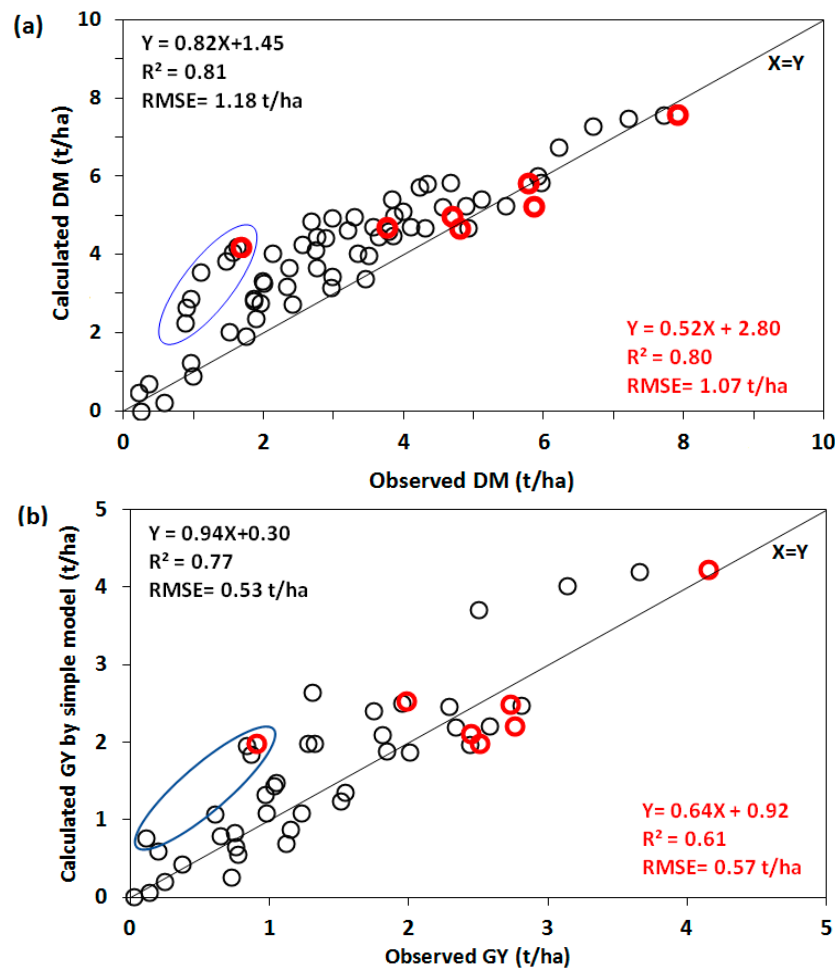 (a)
Y = 0.82X+1.45
R² = 0.81
RMSE= 1.18 t/ha
X=Y
Calculated DM (t/ha)
10
8
6
4
2
0
Y = 0.52X + 2.80
R² = 0.80
RMSE= 1.07 t/ha
0 2 4 6 8 10
Observed DM (t/ha)
(b)
Y = 0.94X+0.30
R² = 0.77
RMSE= 0.53 t/ha
X=Y
Calculated GY by simple model (t/ha)
5
4
3
2
1
0
Y= 0.64X + 0.92
R² = 0.61
RMSE= 0.57 t/ha
0 1 2 3 4 5
Observed GY (t/ha)